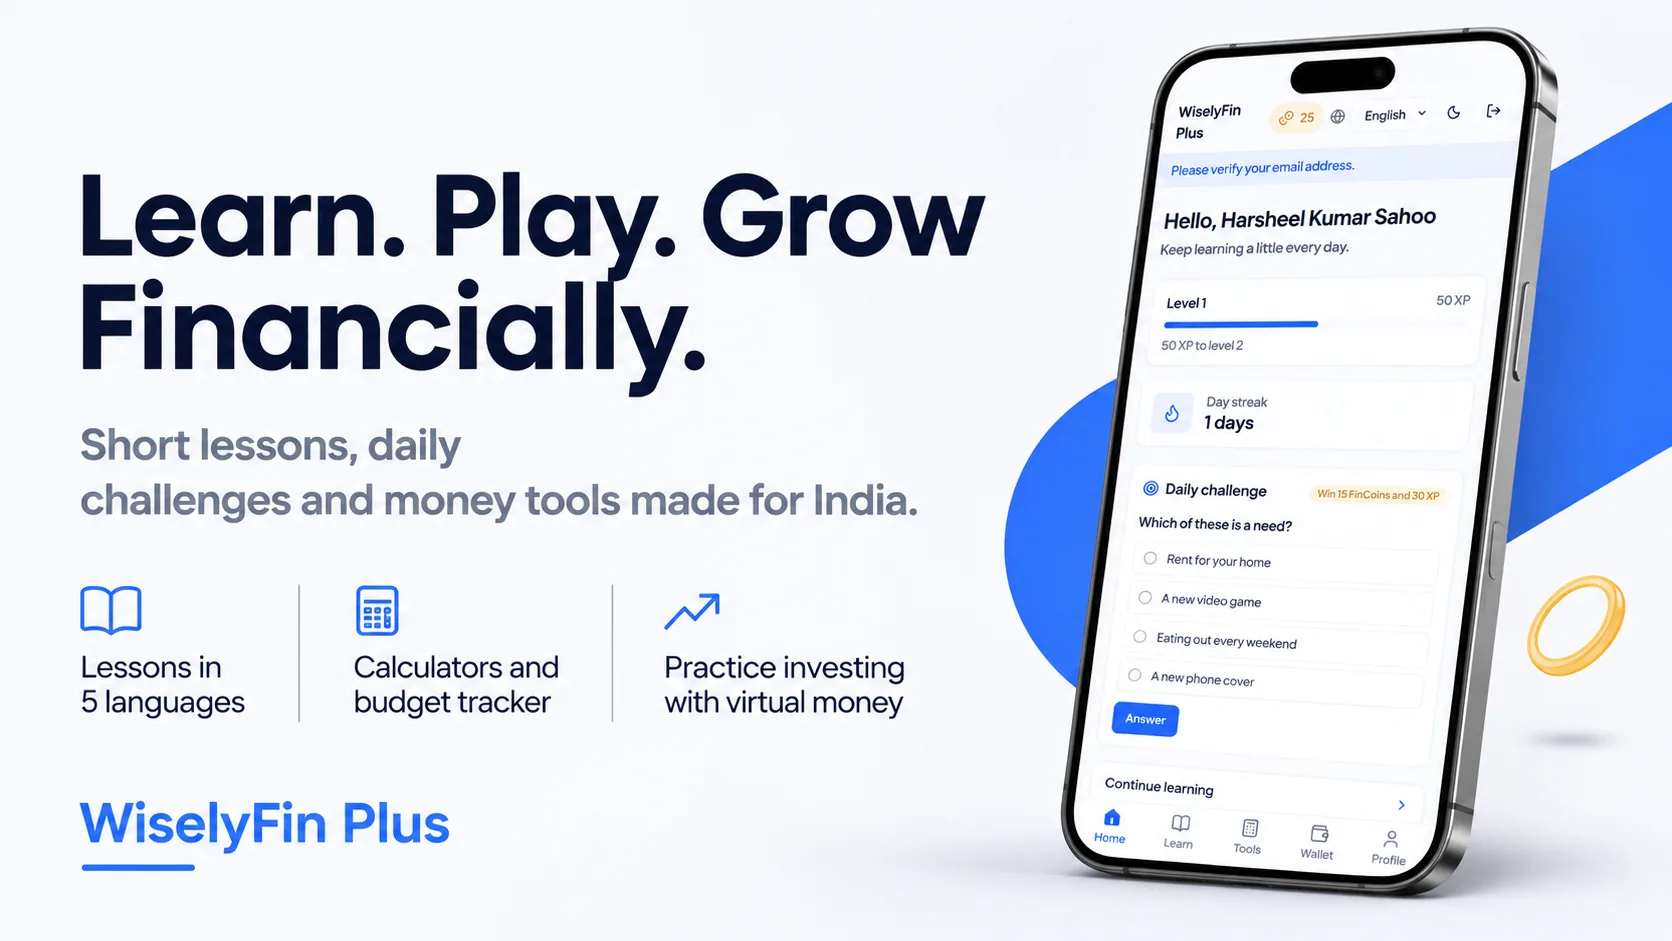 Learn. Play. Grow
Financially.
Short lessons, daily
challenges and money tools made for India.
Lessons in
5 languages
Calculators and
budget tracker
Practice investing
with virtual money
WiselyFin Plus
WiselyFin
Plus
25
English
Please verify your email address.
Hello, Harsheel Kumar Sahoo
Keep learning a little every day.
Level 1
50 XP
50 XP to level 2
Day streak
1 days
Daily challenge
Win 15 FinCoins and 30 XP
Which of these is a need?
Rent for your home
A new video game
Eating out every weekend
A new phone cover
Answer
Continue learning
Home
Learn
Tools
Wallet
Profile